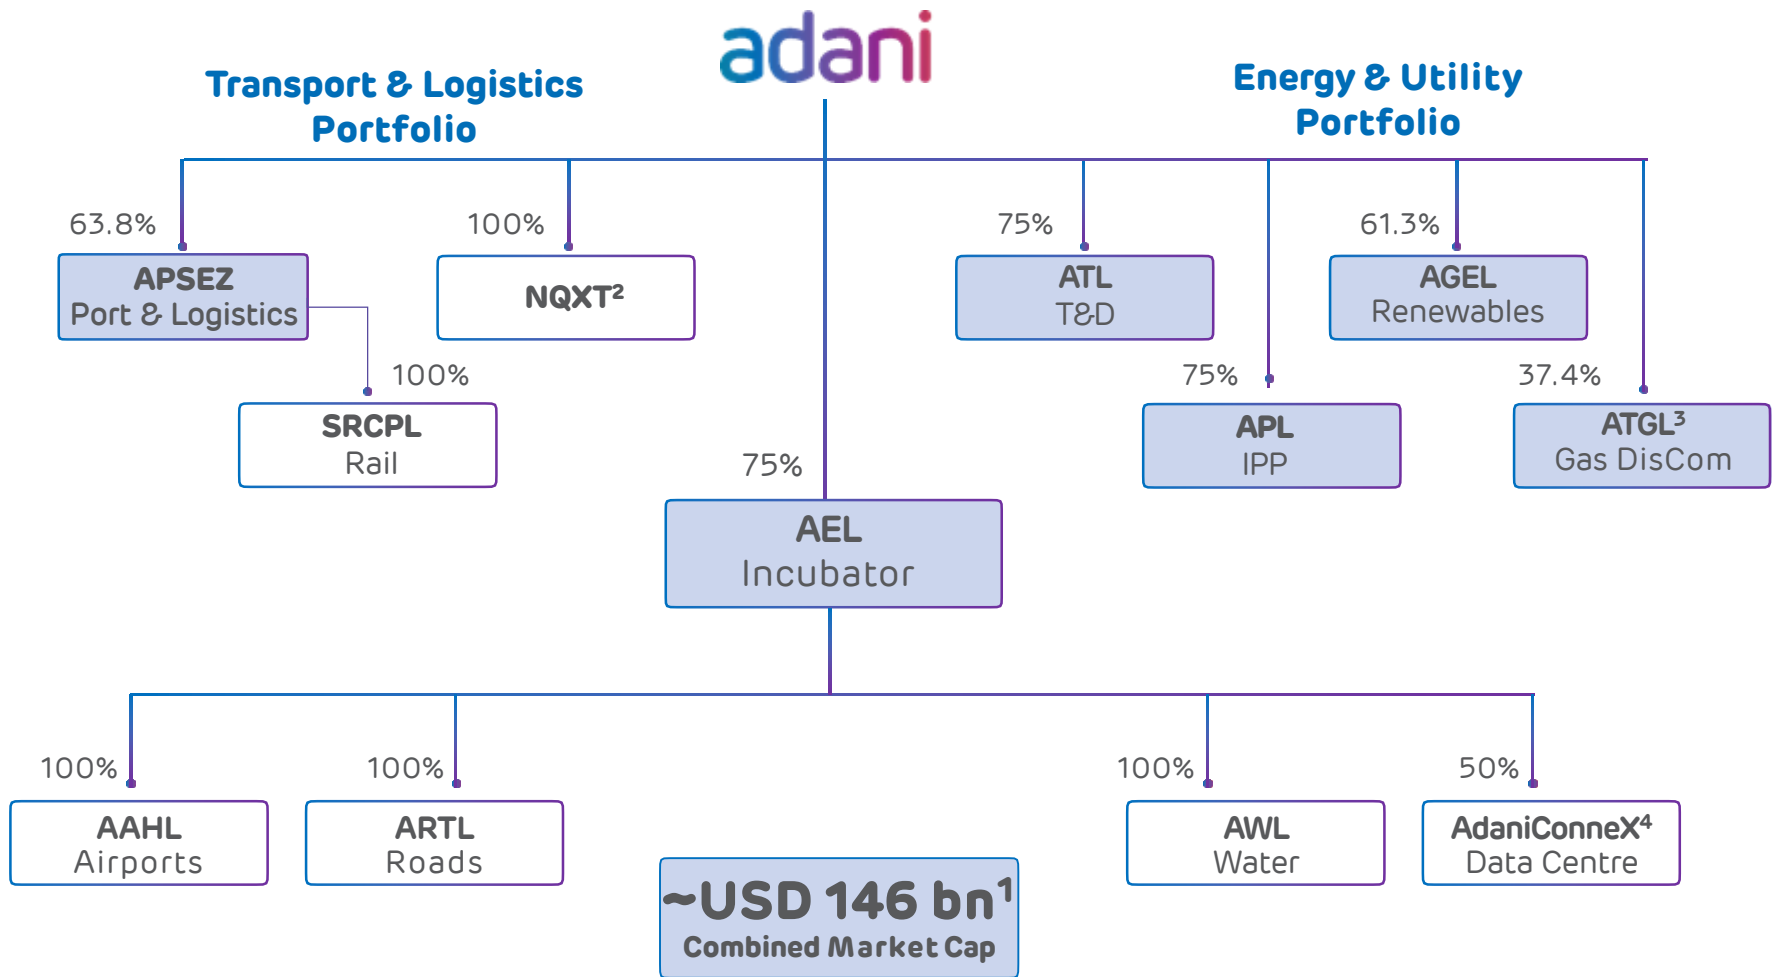 adani
Transport & Logistics
Portfolio
Energy & Utility
Portfolio
63.8%
APSEZ
Port & Logistics
100%
NQXT²
100%
SRCPL
Rail
75%
ATL
T&D
61.3%
AGEL
Renewables
75%
APL
IPP
37.4%
ATGL³
Gas DisCom
75%
AEL
Incubator
100%
AAHL
Airports
100%
ARTL
Roads
100%
AWL
Water
50%
AdaniConneX⁴
Data Centre
~USD 146 bn¹
Combined Market Cap